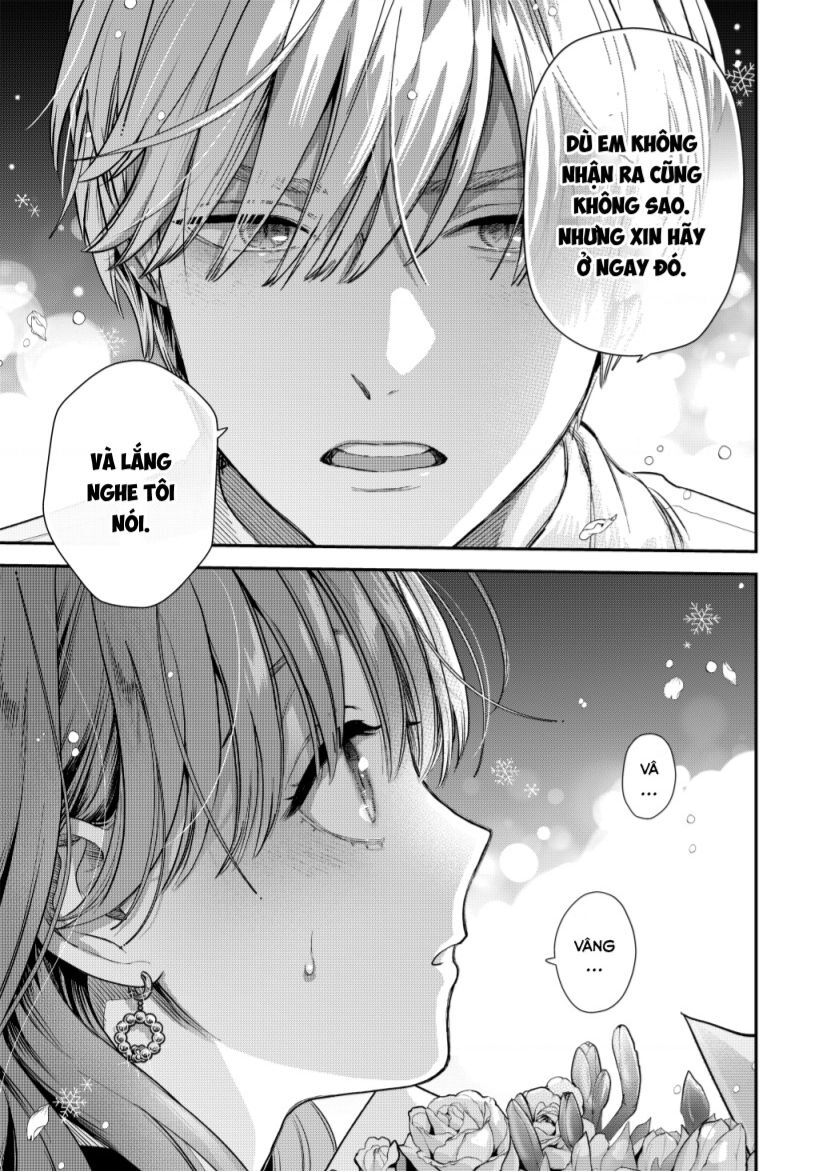 DÙ EM KHÔNG
NHẬN RA CŨNG
KHÔNG SAO.
NHƯNG XIN HÃY
Ở NGAY ĐÓ.
VÀ LẮNG
NGHE TÔI
NÓI.
VÂ
...
VÂNG
...